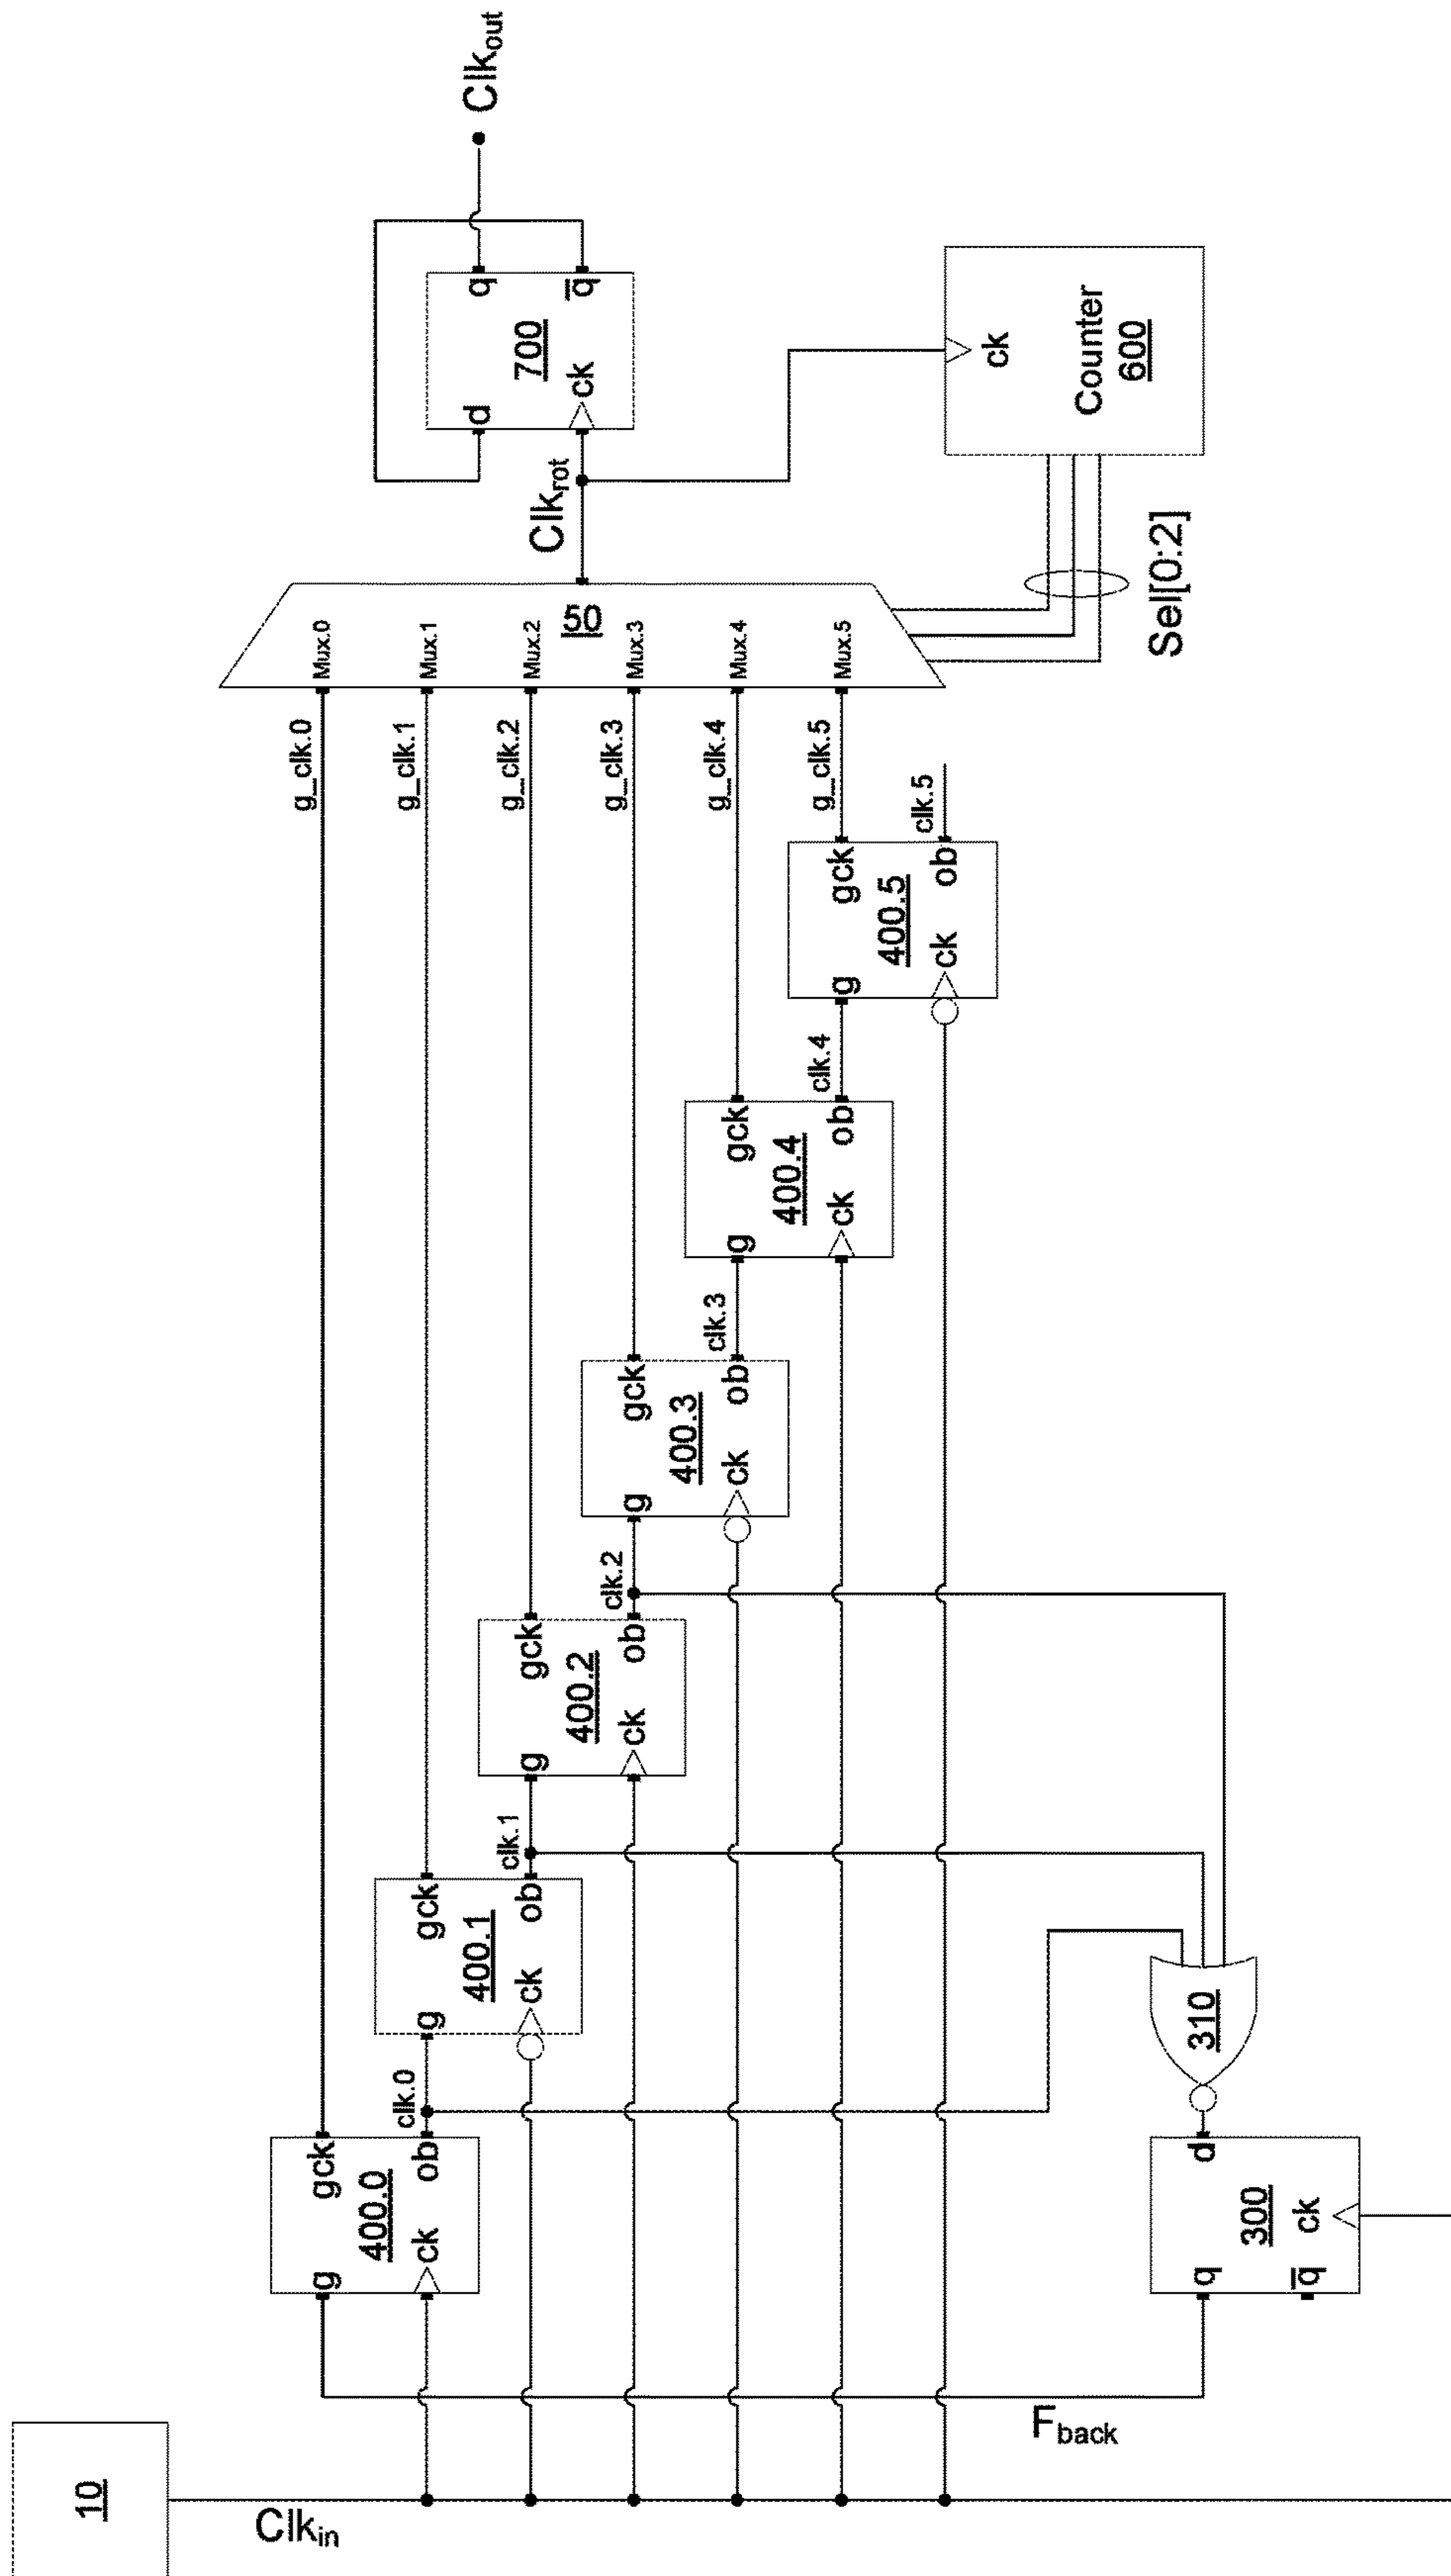 10
Clk_in
F_back
g
gck
400.0
ck
ob
clk.0
g
gck
400.1
ck
ob
clk.1
g
gck
400.2
ck
ob
clk.2
g
gck
400.3
ck
ob
clk.3
g
gck
400.4
ck
ob
clk.4
g
gck
400.5
ck
ob
clk.5
q
d
300
q̅
ck
310
g_clk.0
g_clk.1
g_clk.2
g_clk.3
g_clk.4
g_clk.5
Mux.0
Mux.1
Mux.2
50
Mux.3
Mux.4
Mux.5
Clk_rot
d
q
700
ck
q̅
Clk_out
ck
Counter
600
Sel[0:2]